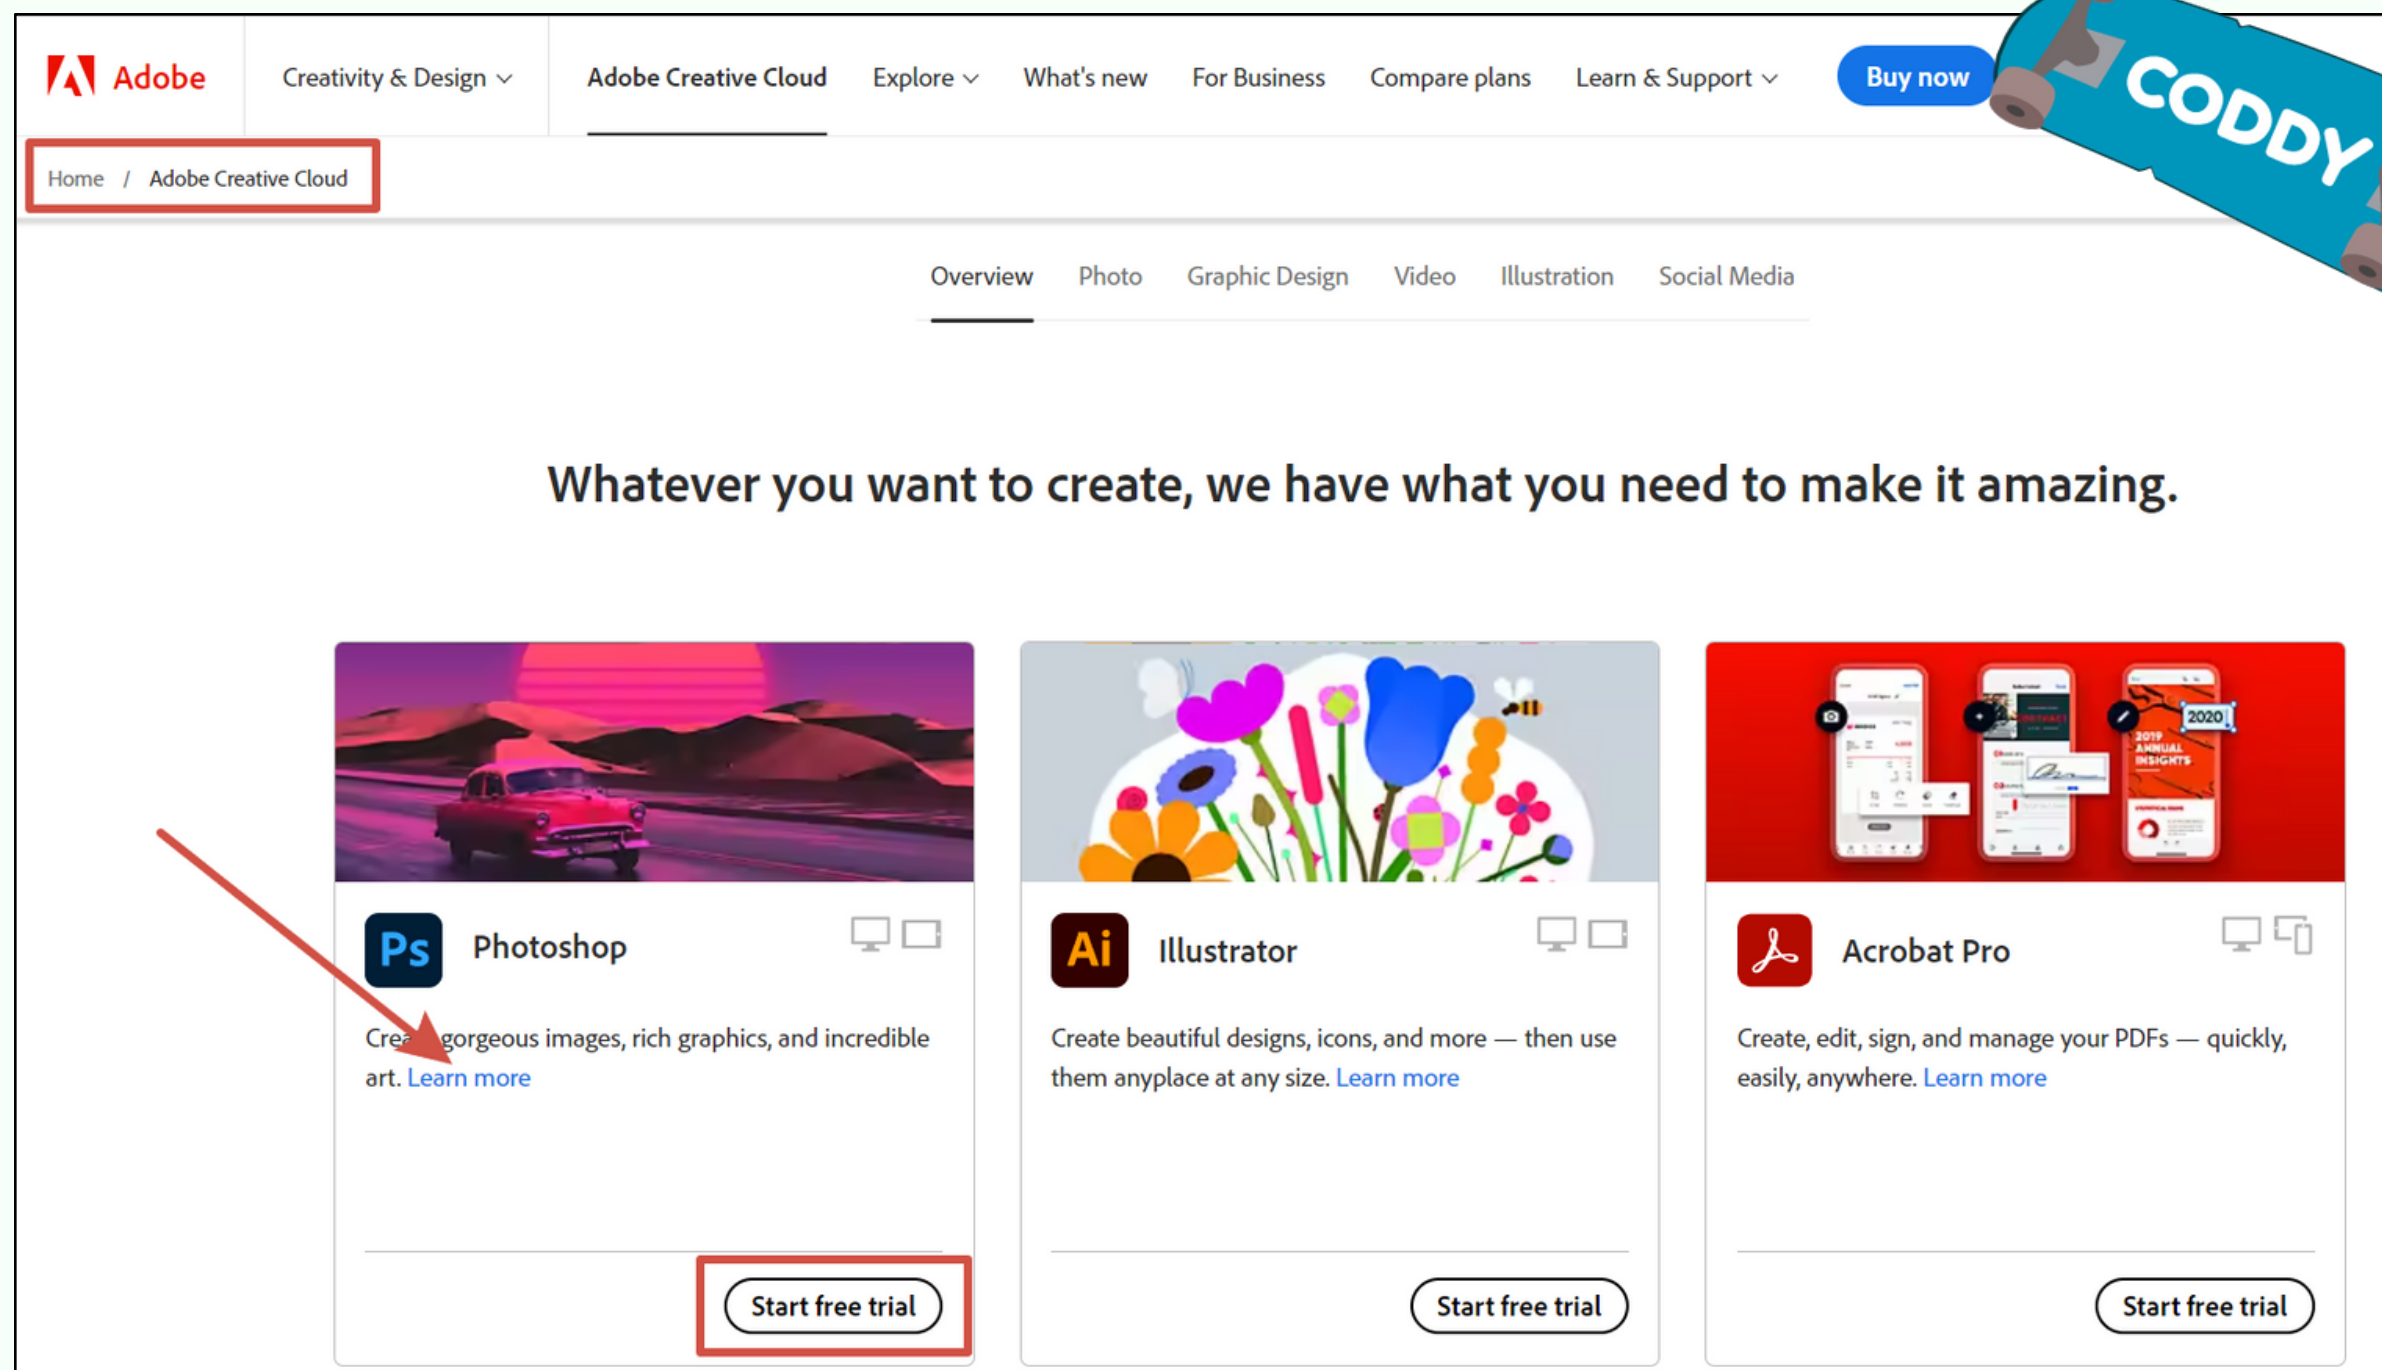 Adobe
Creativity & Design
Adobe Creative Cloud
Explore
What's new
For Business
Compare plans
Learn & Support
Buy now
CODDY
Home / Adobe Creative Cloud
Overview
Photo
Graphic Design
Video
Illustration
Social Media
Whatever you want to create, we have what you need to make it amazing.
2020
2019
ANNUAL
INSIGHTS
Ps
Photoshop
gorgeous images, rich graphics, and incredible
art. Learn more
Start free trial
Ai
Illustrator
Create beautiful designs, icons, and more — then use
them anyplace at any size. Learn more
Start free trial
Acrobat Pro
Create, edit, sign, and manage your PDFs — quickly,
easily, anywhere. Learn more
Start free trial